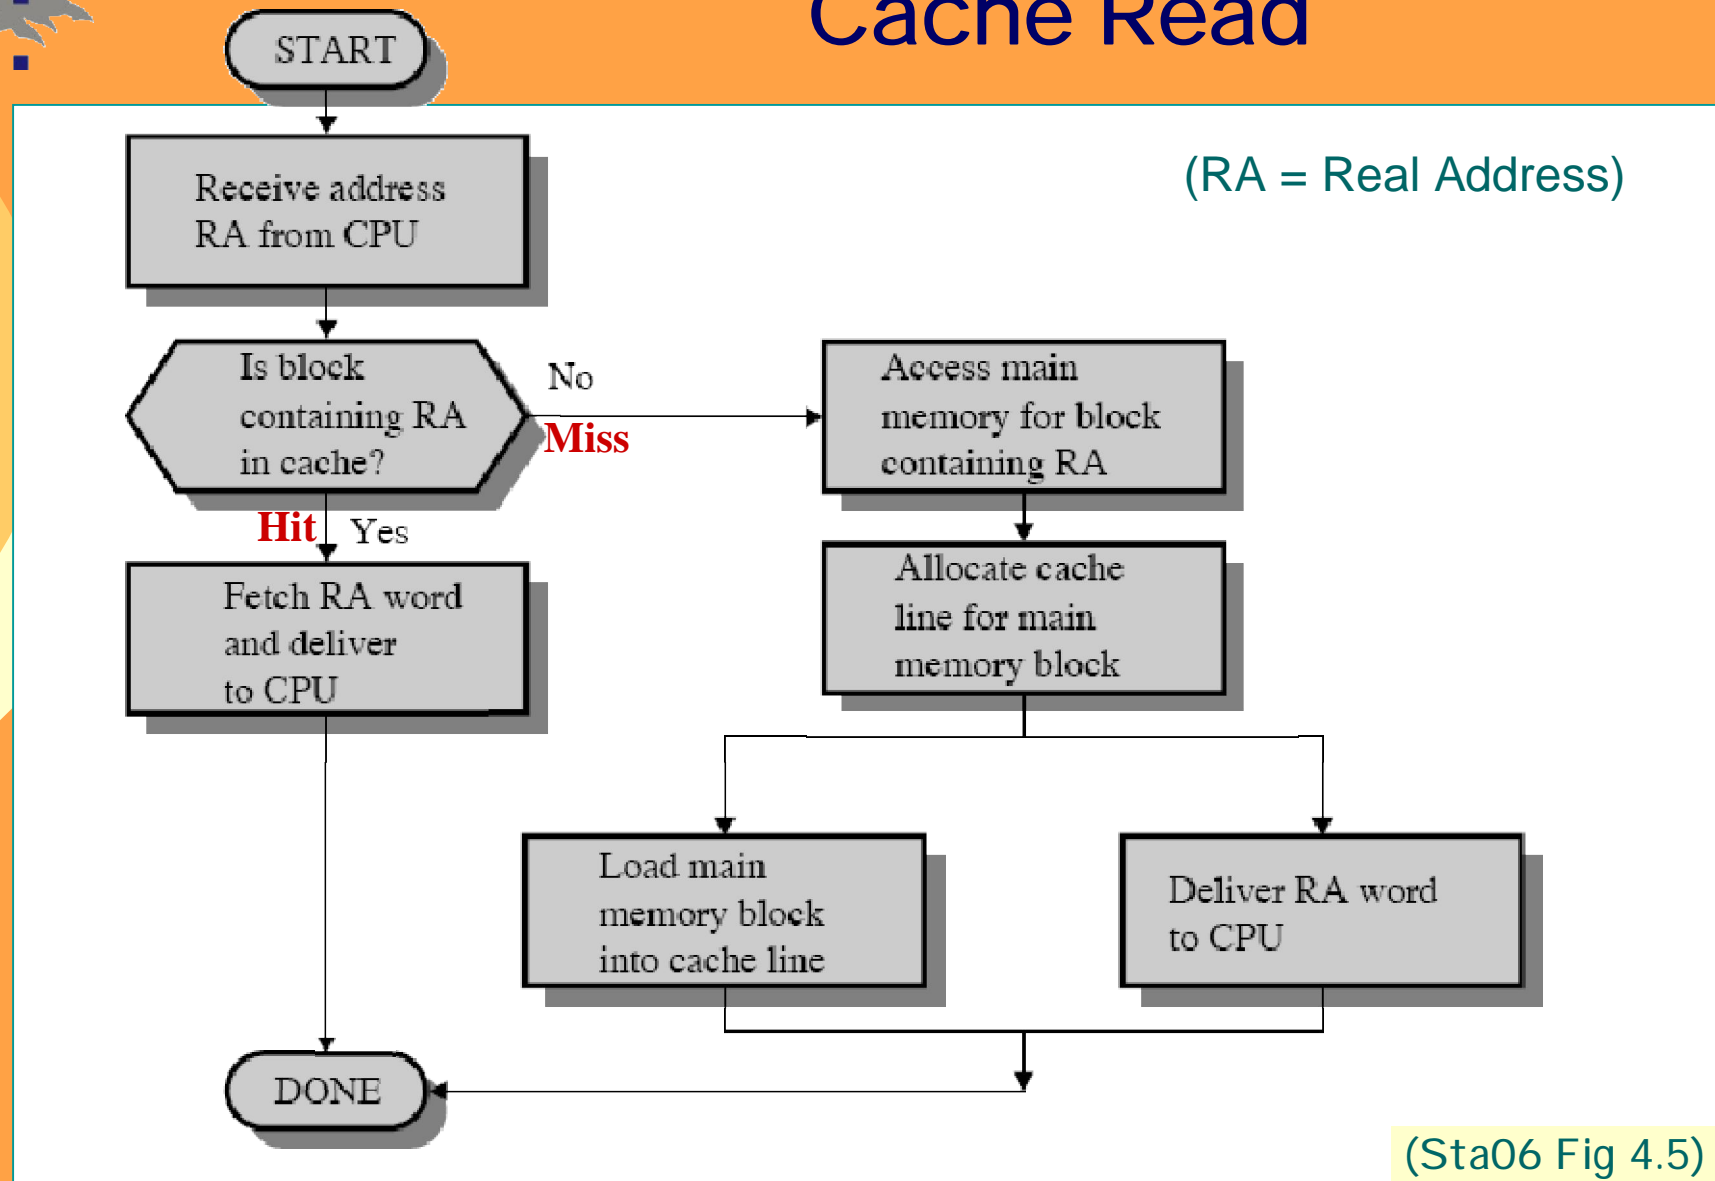 Cache Read
START
(RA = Real Address)
Receive address
RA from CPU
Is block
containing RA
in cache?
No
Miss
Hit
Yes
Access main
memory for block
containing RA
Fetch RA word
and deliver
to CPU
Allocate cache
line for main
memory block
Load main
memory block
into cache line
Deliver RA word
to CPU
DONE
(Sta06 Fig 4.5)